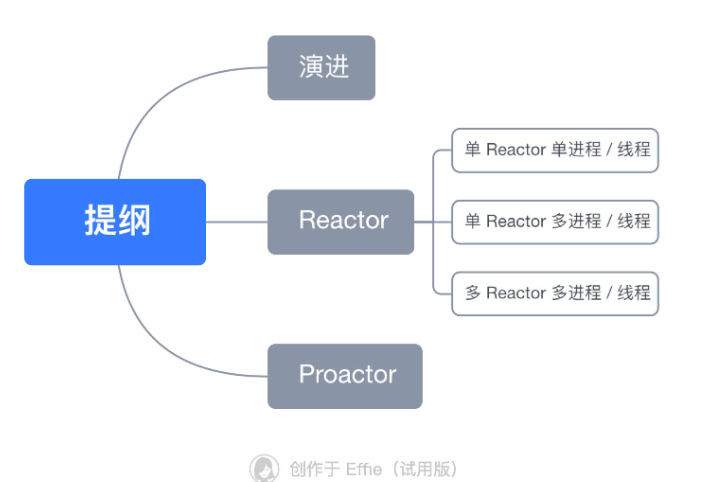 演进
单 Reactor 单进程 / 线程
提纲
Reactor
单 Reactor 多进程 / 线程
多 Reactor 多进程 / 线程
Proactor
创作于 Effie（试用版）